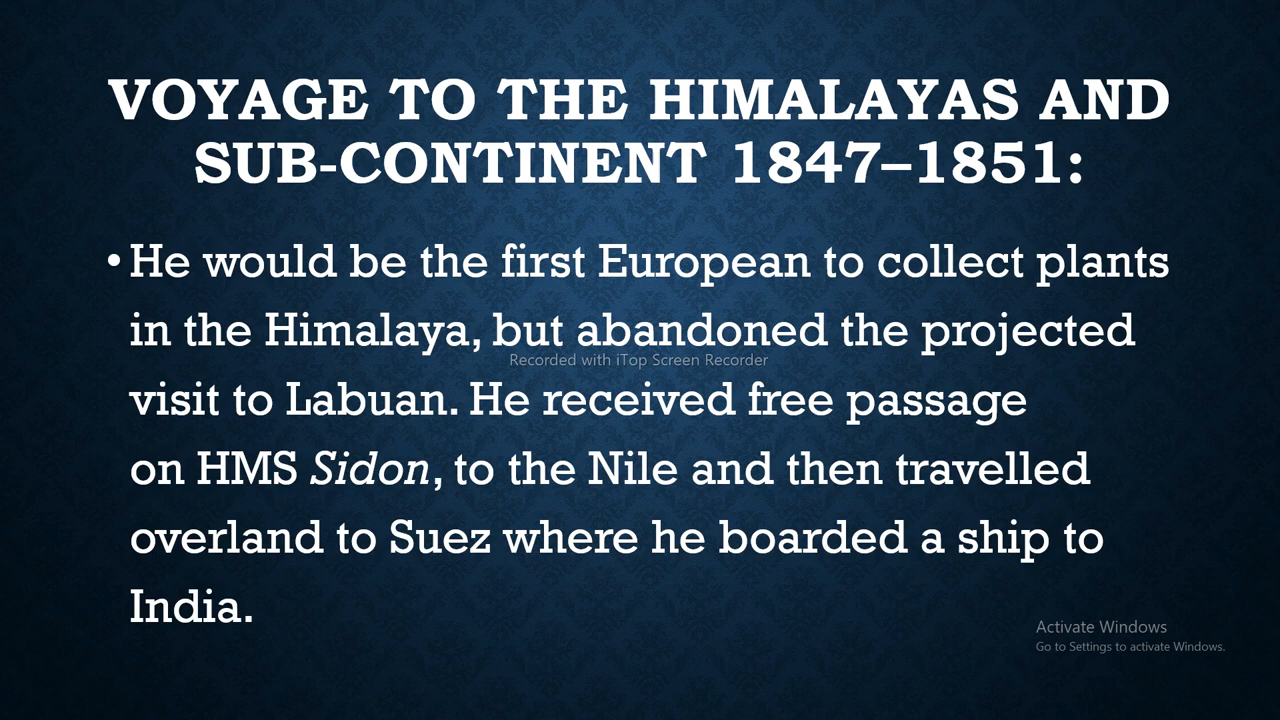 VOYAGE TO THE HIMALAYAS AND
SUB-CONTINENT 1847–1851:
• He would be the first European to collect plants
in the Himalaya, but abandoned the projected
Recorded with iTop Screen Recorder
visit to Labuan. He received free passage
on HMS Sidon, to the Nile and then travelled
overland to Suez where he boarded a ship to
India.
Activate Windows
Go to Settings to activate Windows.